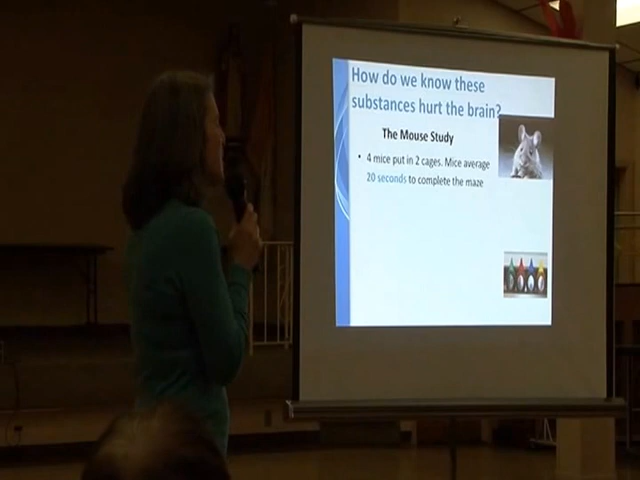 How do we know these
substances hurt the brain?
The Mouse Study
• 4 mice put in 2 cages. Mice average
20 seconds to complete the maze